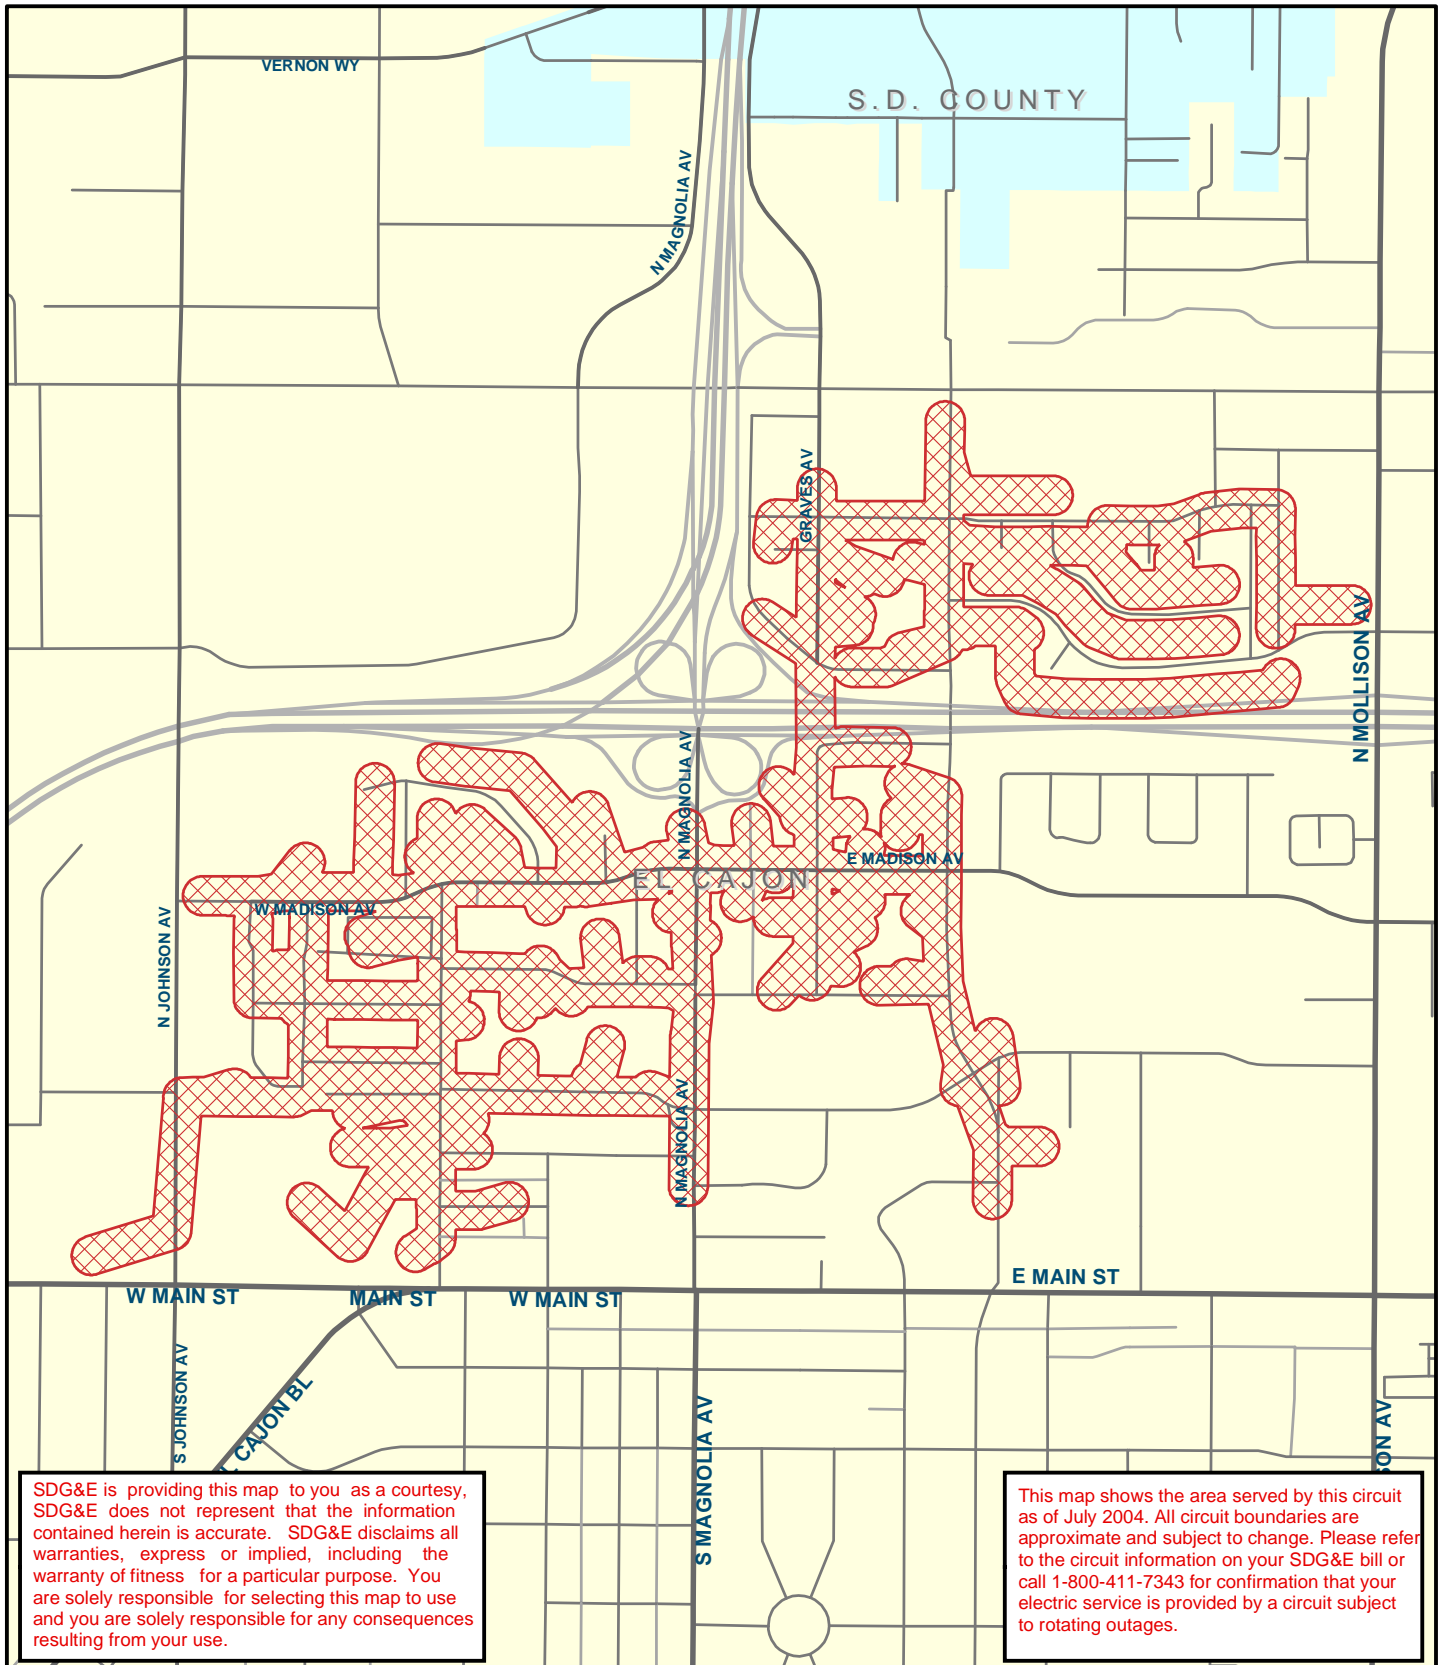 VERNON WY
S.D. COUNTY
N MAGNOLIA AV
GRAVES AV
N MOLLISON AV
N MAGNOLIA AV
E MADISON AV
EL CAJON
W MADISON AV
N JOHNSON AV
N MAGNOLIA AV
E MAIN ST
W MAIN ST
MAIN ST
W MAIN ST
S JOHNSON AV
L CAJON BL
S MAGNOLIA AV
SON AV
SDG&E is providing this map to you as a courtesy,
SDG&E does not represent that the information
contained herein is accurate. SDG&E disclaims all
warranties, express or implied, including the
warranty of fitness for a particular purpose. You
are solely responsible for selecting this map to use
and you are solely responsible for any consequences
resulting from your use.
This map shows the area served by this circuit
as of July 2004. All circuit boundaries are
approximate and subject to change. Please refer
to the circuit information on your SDG&E bill or
call 1-800-411-7343 for confirmation that your
electric service is provided by a circuit subject
to rotating outages.